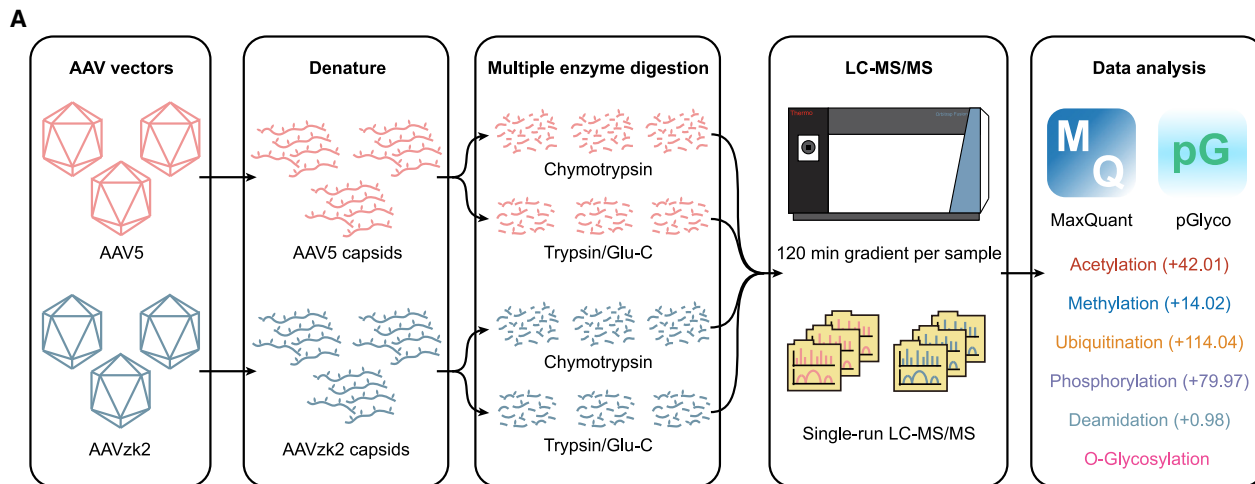 A
AAV vectors
AAV5
AAVzk2
Denature
AAV5 capsids
AAVzk2 capsids
Multiple enzyme digestion
Chymotrypsin
Trypsin/Glu-C
Chymotrypsin
Trypsin/Glu-C
LC-MS/MS
Thermo
120 min gradient per sample
Single-run LC-MS/MS
Data analysis
MQ
pG
MaxQuant
pGlyco
Acetylation (+42.01)
Methylation (+14.02)
Ubiquitination (+114.04)
Phosphorylation (+79.97)
Deamidation (+0.98)
O-Glycosylation